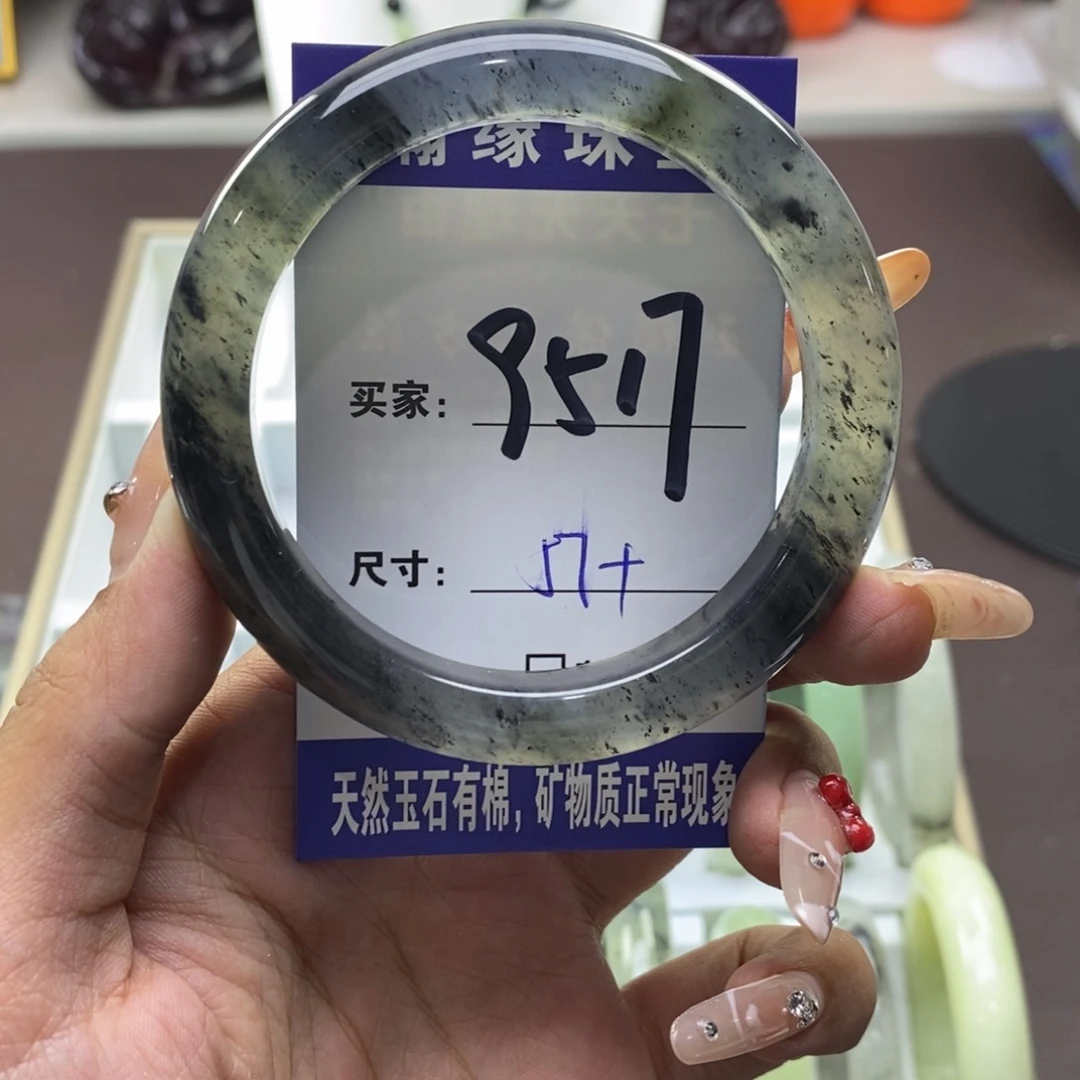 缘珠
买家: 9517
尺寸: 57+
天然玉石有棉, 矿物质正常现象